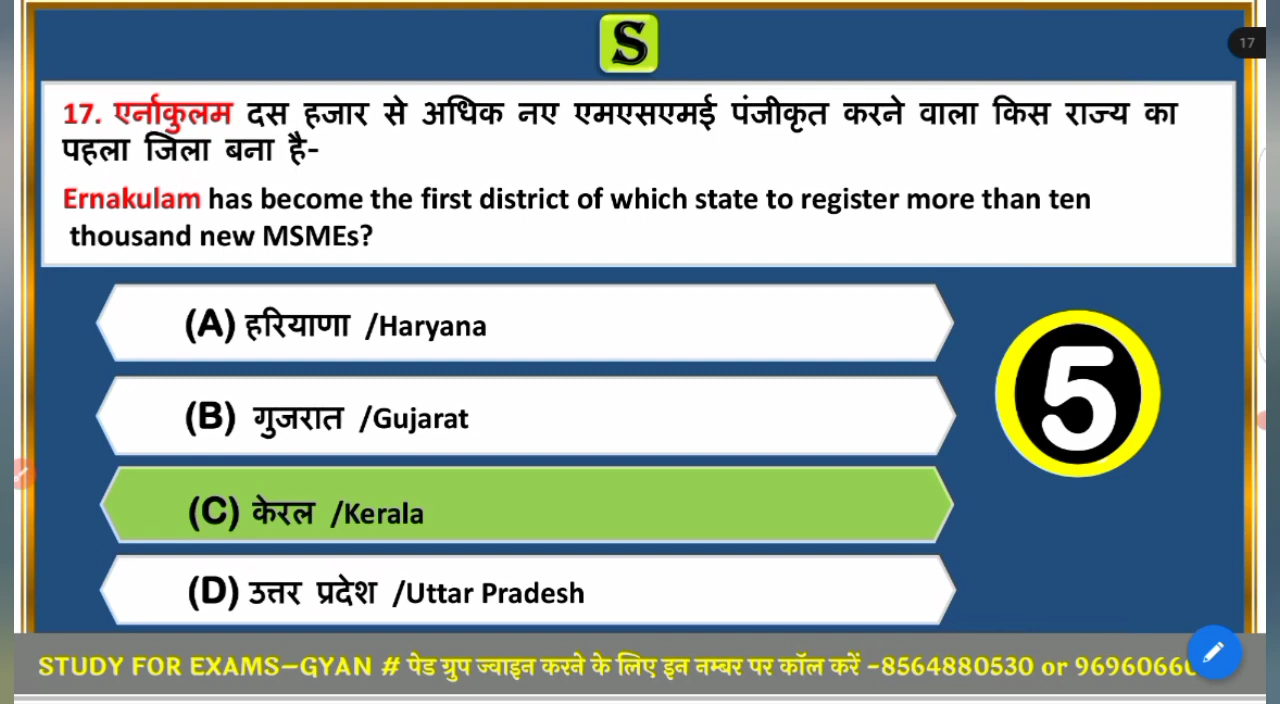 S
17
17. एर्नाकुलम दस हजार से अधिक नए एमएसएमई पंजीकृत करने वाला किस राज्य का
पहला जिला बना है-
Ernakulam has become the first district of which state to register more than ten
thousand new MSMEs?
(A) हरियाणा /Haryana
(B) गुजरात /Gujarat
(C) केरल /Kerala
(D) उत्तर प्रदेश /Uttar Pradesh
5
STUDY FOR EXAMS-GYAN # पेड ग्रुप ज्वाइन करने के लिए इन नम्बर पर कॉल करें -8564880530 or